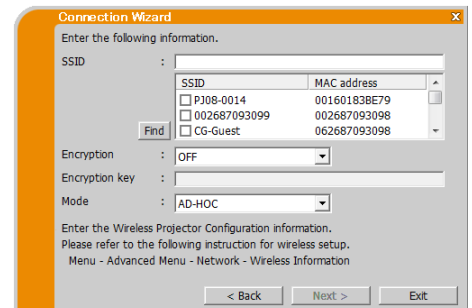 Connection Wizard x
Enter the following information.
SSID :
SSID MAC address
PJ08-0014 00160183BE79
002687093099 002687093098
CG-Guest 062687093098
Find
Encryption : OFF
Encryption key :
Mode : AD-HOC
Enter the Wireless Projector Configuration information.
Please refer to the following instruction for wireless setup.
Menu - Advanced Menu - Network - Wireless Information
< Back Next > Exit